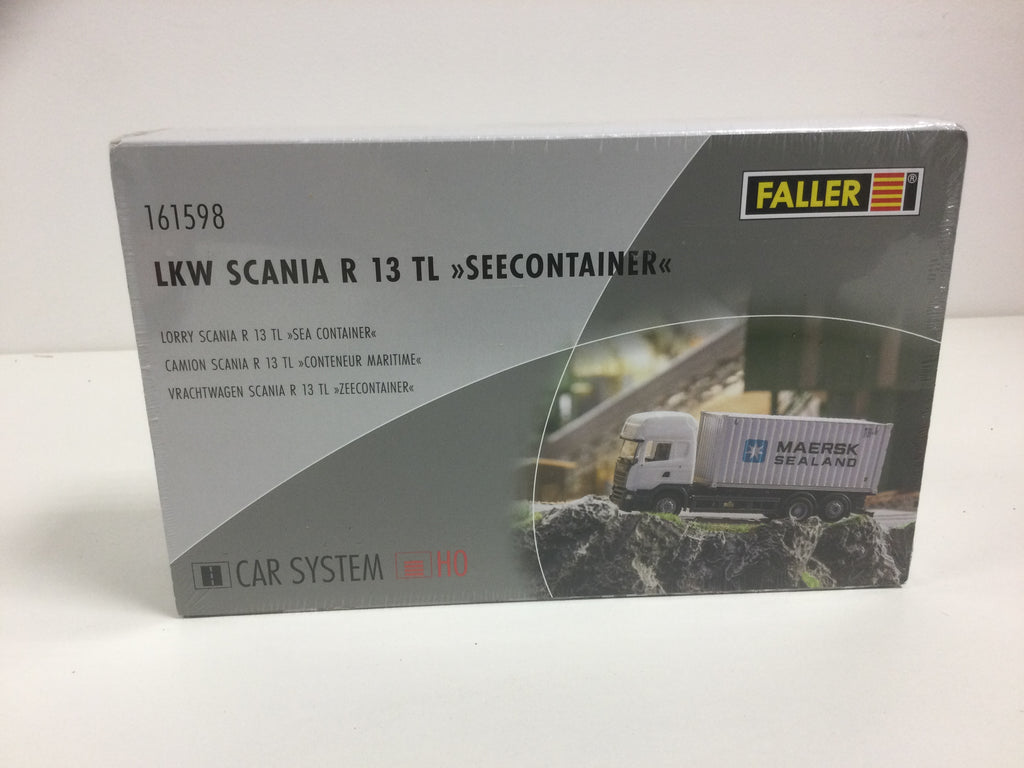 161598
FALLER ®
LKW SCANIA R 13 TL »SEECONTAINER«
LORRY SCANIA R 13 TL »SEA CONTAINER«
CAMION SCANIA R 13 TL »CONTENEUR MARITIME«
VRACHTWAGEN SCANIA R 13 TL »ZEECONTAINER«
MAERSK
SEALAND
CAR SYSTEM HO